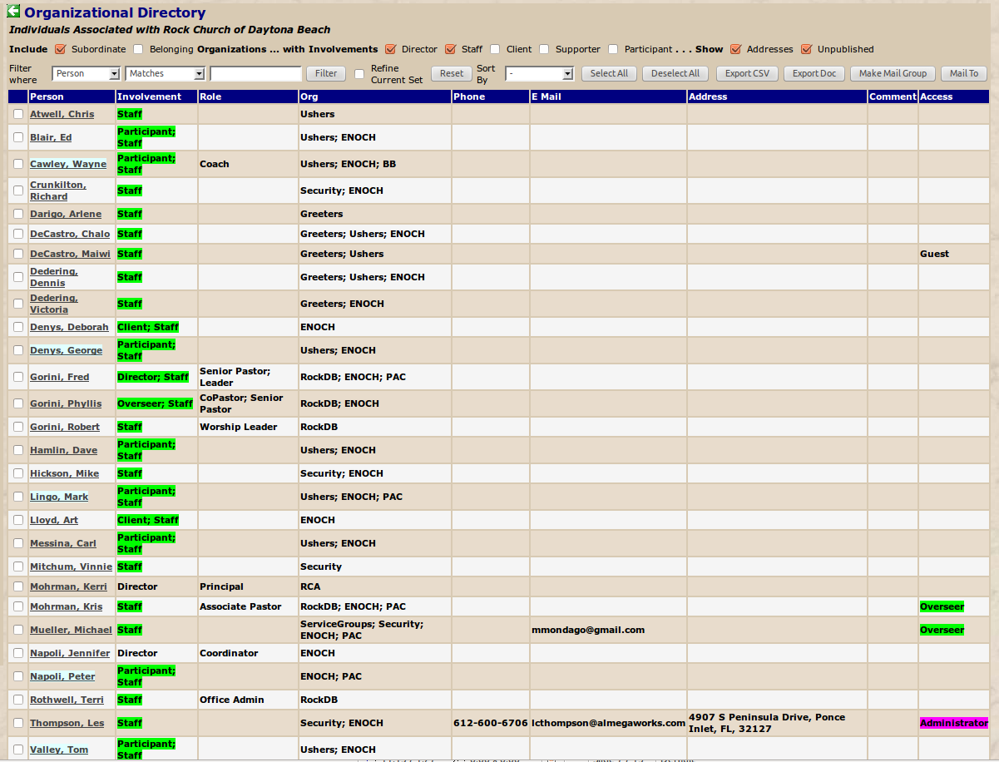 Organizational Directory
Individuals Associated with Rock Church of Daytona Beach
Include Subordinate Belonging Organizations ... with Involvements Director Staff Client Supporter Participant . . . Show Addresses Unpublished
Filter where Person Matches Filter Refine Current Set Reset Sort By - Select All Deselect All Export CSV Export Doc Make Mail Group Mail To
Person Involvement Role Org Phone E Mail Address Comment Access
Atwell, Chris Staff Ushers
Blair, Ed Participant; Staff Ushers; ENOCH
Cawley, Wayne Participant; Staff Coach Ushers; ENOCH; BB
Crunkilton, Richard Staff Security; ENOCH
Darigo, Arlene Staff Greeters
DeCastro, Chalo Staff Greeters; Ushers; ENOCH
DeCastro, Maiwi Staff Greeters; Ushers Guest
Dedering, Dennis Staff Greeters; Ushers; ENOCH
Dedering, Victoria Staff Greeters; ENOCH
Denys, Deborah Client; Staff ENOCH
Denys, George Participant; Staff Ushers; ENOCH
Gorini, Fred Director; Staff Senior Pastor; Leader RockDB; ENOCH; PAC
Gorini, Phyllis Overseer; Staff CoPastor; Senior Pastor RockDB; ENOCH
Gorini, Robert Staff Worship Leader RockDB
Hamlin, Dave Participant; Staff Ushers; ENOCH
Hickson, Mike Staff Security; ENOCH
Lingo, Mark Participant; Staff Ushers; ENOCH; PAC
Lloyd, Art Client; Staff ENOCH
Messina, Carl Participant; Staff Ushers; ENOCH
Mitchum, Vinnie Staff Security
Mohrman, Kerri Director Principal RCA
Mohrman, Kris Staff Associate Pastor RockDB; ENOCH; PAC Overseer
Mueller, Michael Staff ServiceGroups; Security; ENOCH; PAC mmondago@gmail.com Overseer
Napoli, Jennifer Director Coordinator ENOCH
Napoli, Peter Participant; Staff ENOCH; PAC
Rothwell, Terri Staff Office Admin RockDB
Thompson, Les Staff Security; ENOCH 612-600-6706 lcthompson@almegaworks.com 4907 S Peninsula Drive, Ponce Inlet, FL, 32127 Administrator
Valley, Tom Participant; Staff Ushers; ENOCH